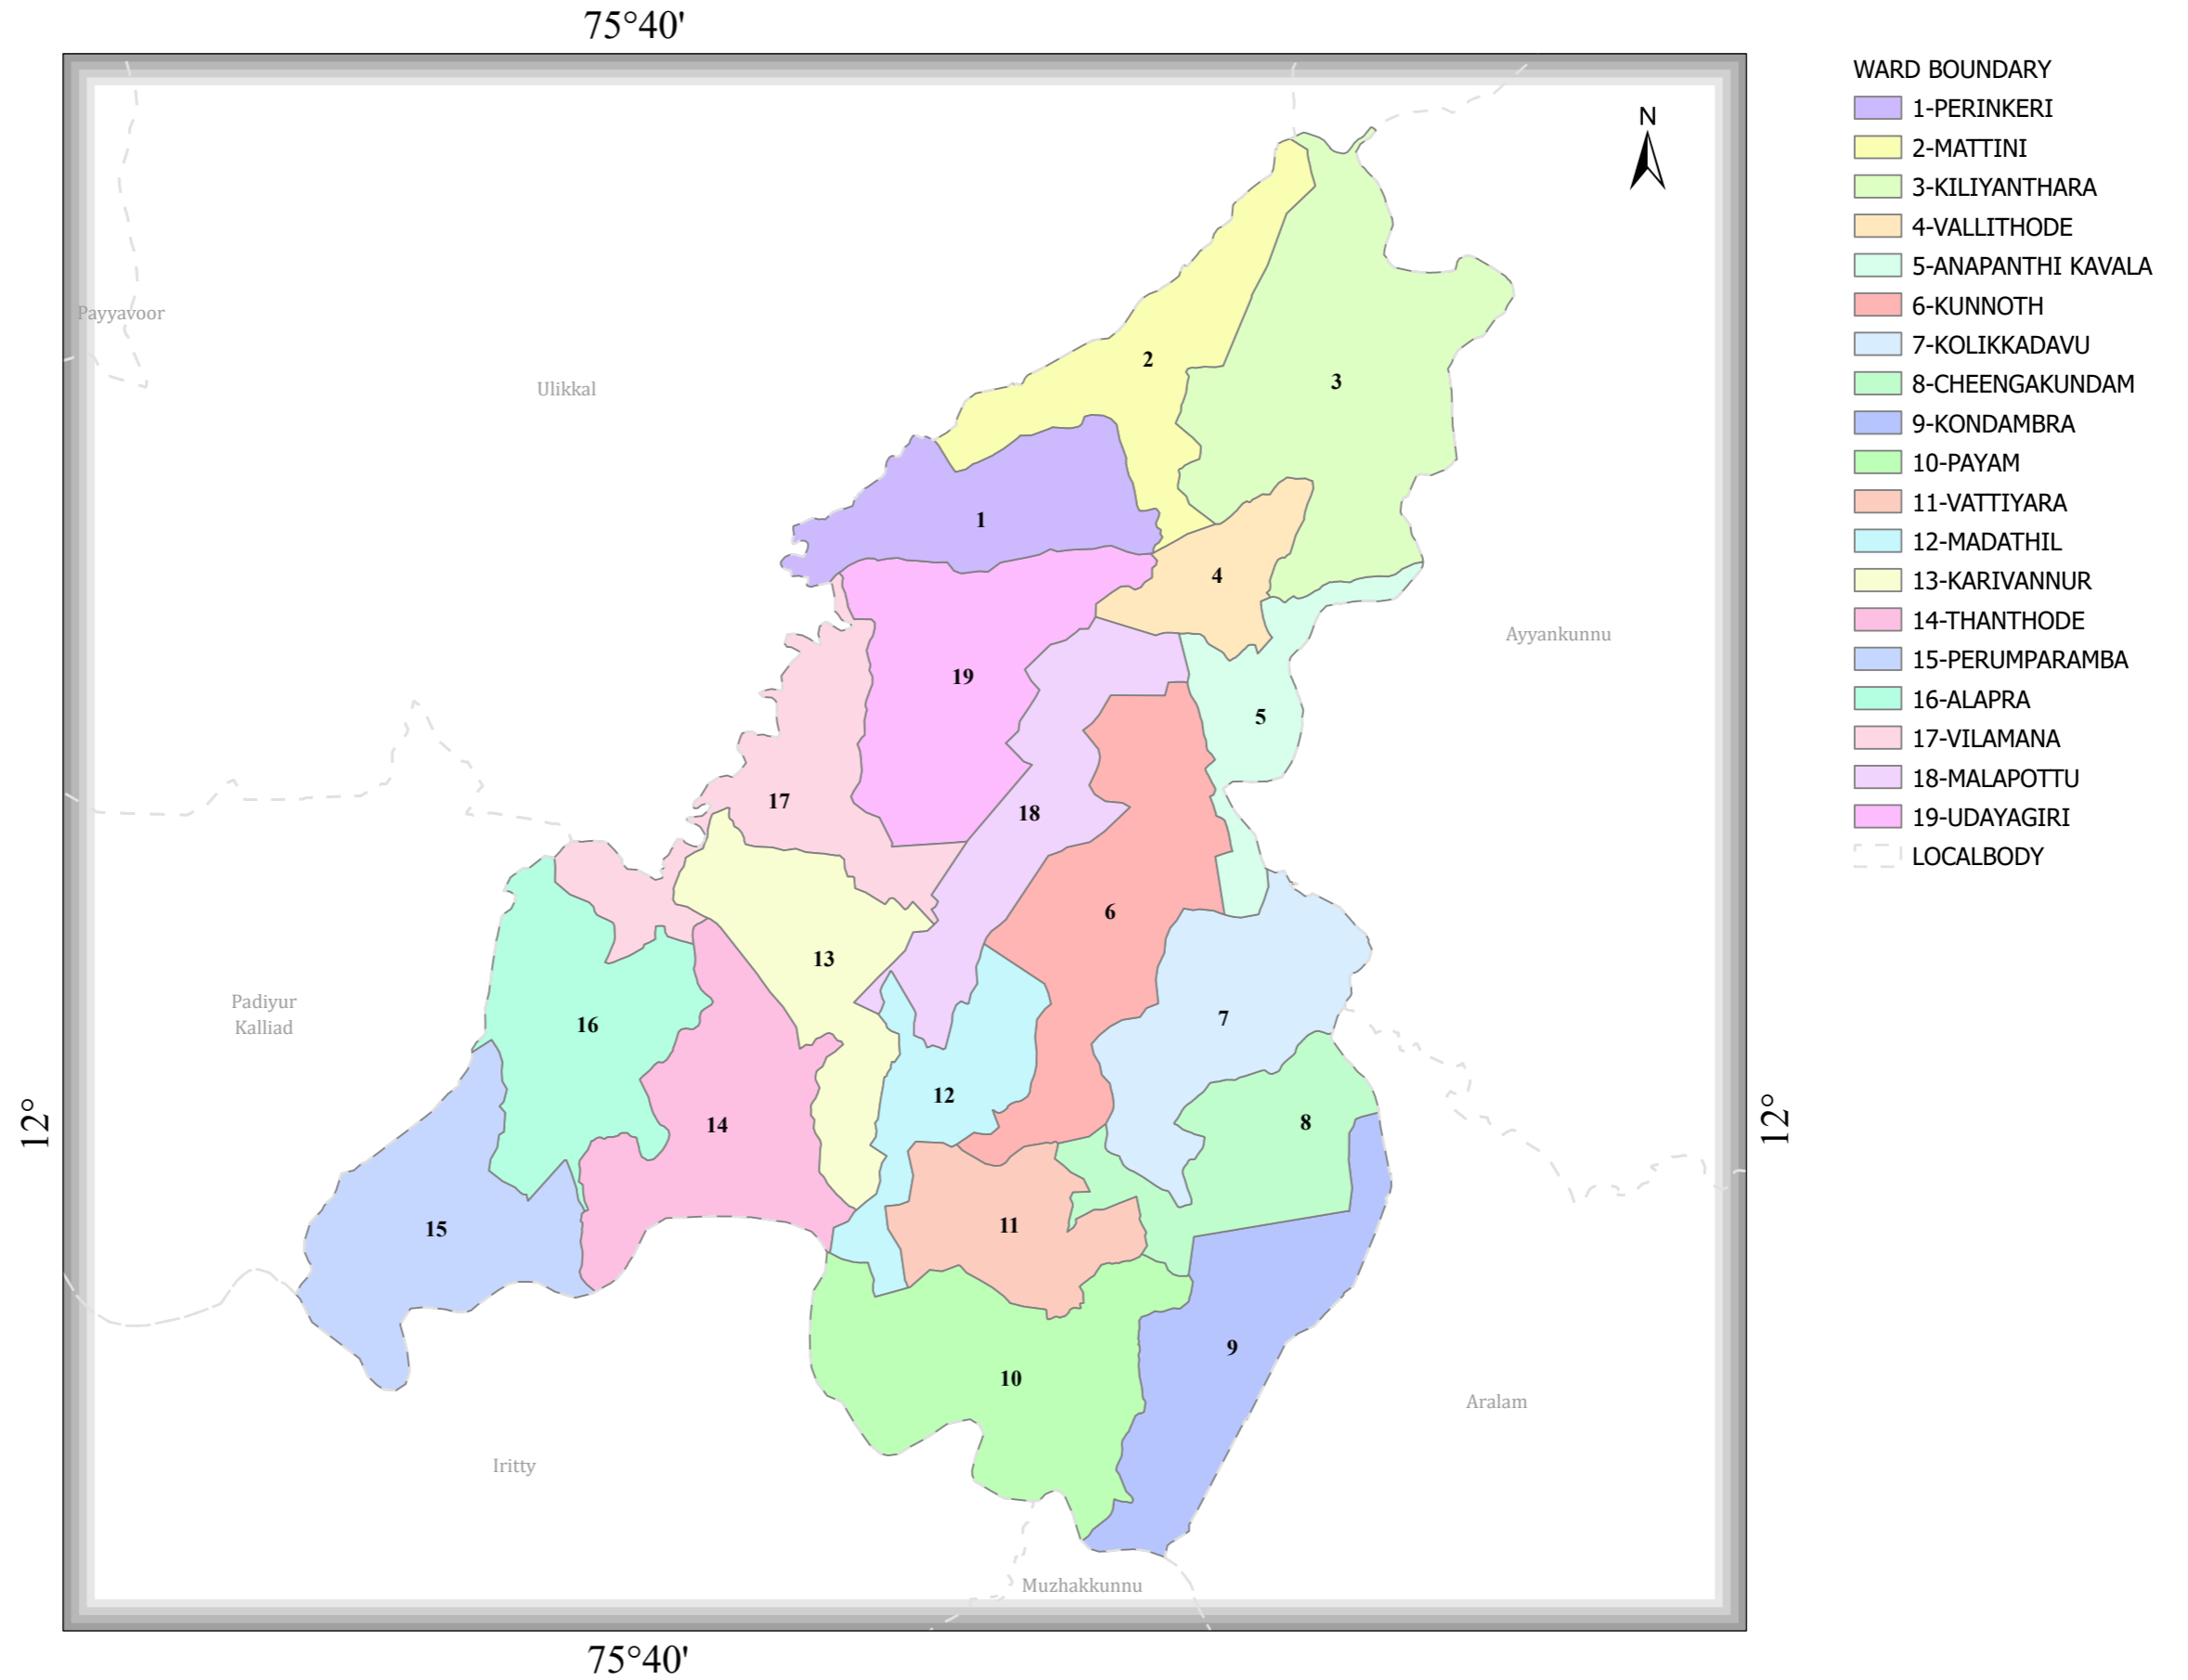 75°40'
N
Payyavoor
Ulikkal
2
3
1
4
Ayyankunnu
19
5
17
18
6
13
Padiyur
Kalliad
16
7
12
14
8
12°
12°
15
11
9
10
Aralam
Iritty
Muzhakkunnu
75°40'
WARD BOUNDARY
1-PERINKERI
2-MATTINI
3-KILIYANTHARA
4-VALLITHODE
5-ANAPANTHI KAVALA
6-KUNNOTH
7-KOLIKKADAVU
8-CHEENGAKUNDAM
9-KONDAMBRA
10-PAYAM
11-VATTIYARA
12-MADATHIL
13-KARIVANNUR
14-THANTHODE
15-PERUMPARAMBA
16-ALAPRA
17-VILAMANA
18-MALAPOTTU
19-UDAYAGIRI
LOCALBODY